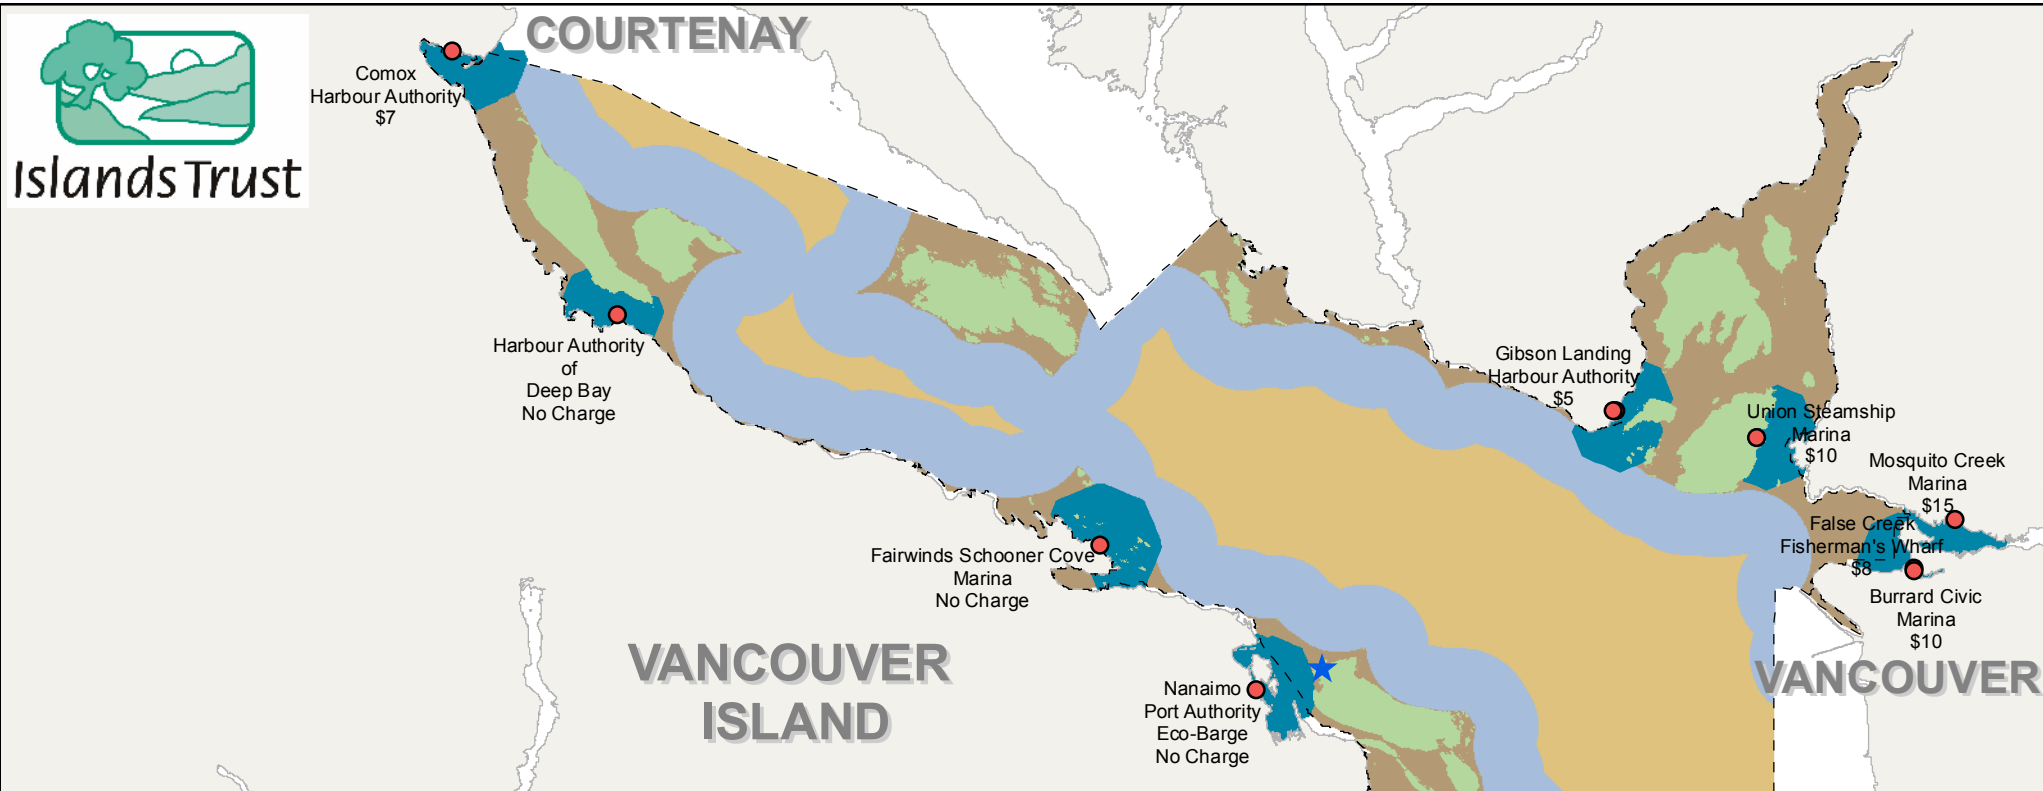 COURTENAY
Islands Trust
Comox
Harbour Authority
$7
Harbour Authority
of
Deep Bay
No Charge
Gibson Landing
Harbour Authority
$5
Union Steamship
Marina
$10
Mosquito Creek
Marina
$15
False Creek
Fisherman's Wharf
$8
Burrard Civic
Marina
$10
Fairwinds Schooner Cove
Marina
No Charge
VANCOUVER
ISLAND
VANCOUVER
Nanaimo
Port Authority
Eco-Barge
No Charge